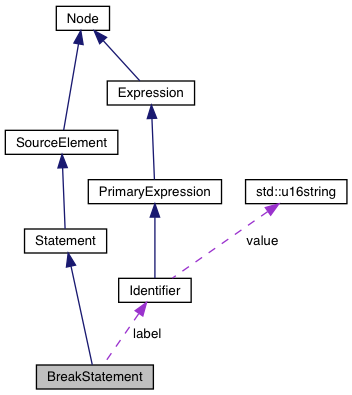 Node
Expression
SourceElement
PrimaryExpression
std::u16string
Statement
value
Identifier
label
BreakStatement